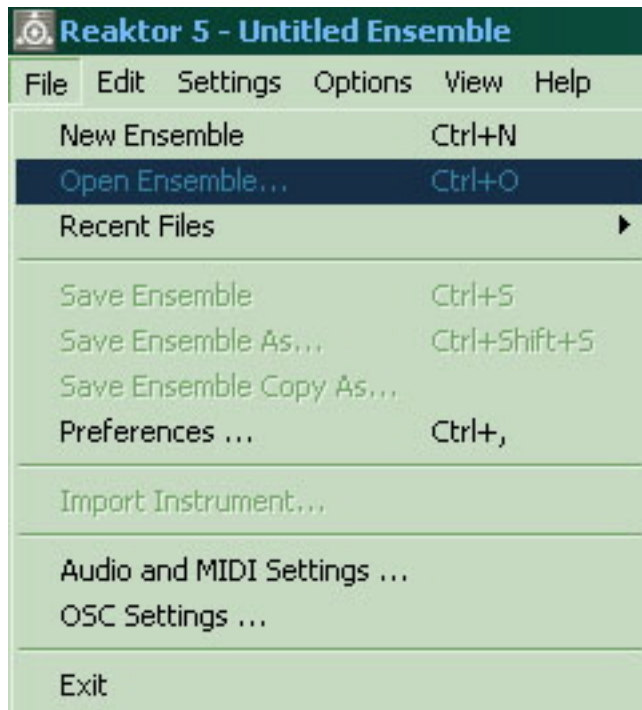 Reaktor 5 - Untitled Ensemble
File Edit Settings Options View Help
New Ensemble Ctrl+N
Open Ensemble... Ctrl+O
Recent Files
Save Ensemble Ctrl+S
Save Ensemble As... Ctrl+Shift+S
Save Ensemble Copy As...
Preferences ... Ctrl+,
Import Instrument...
Audio and MIDI Settings ...
OSC Settings ...
Exit